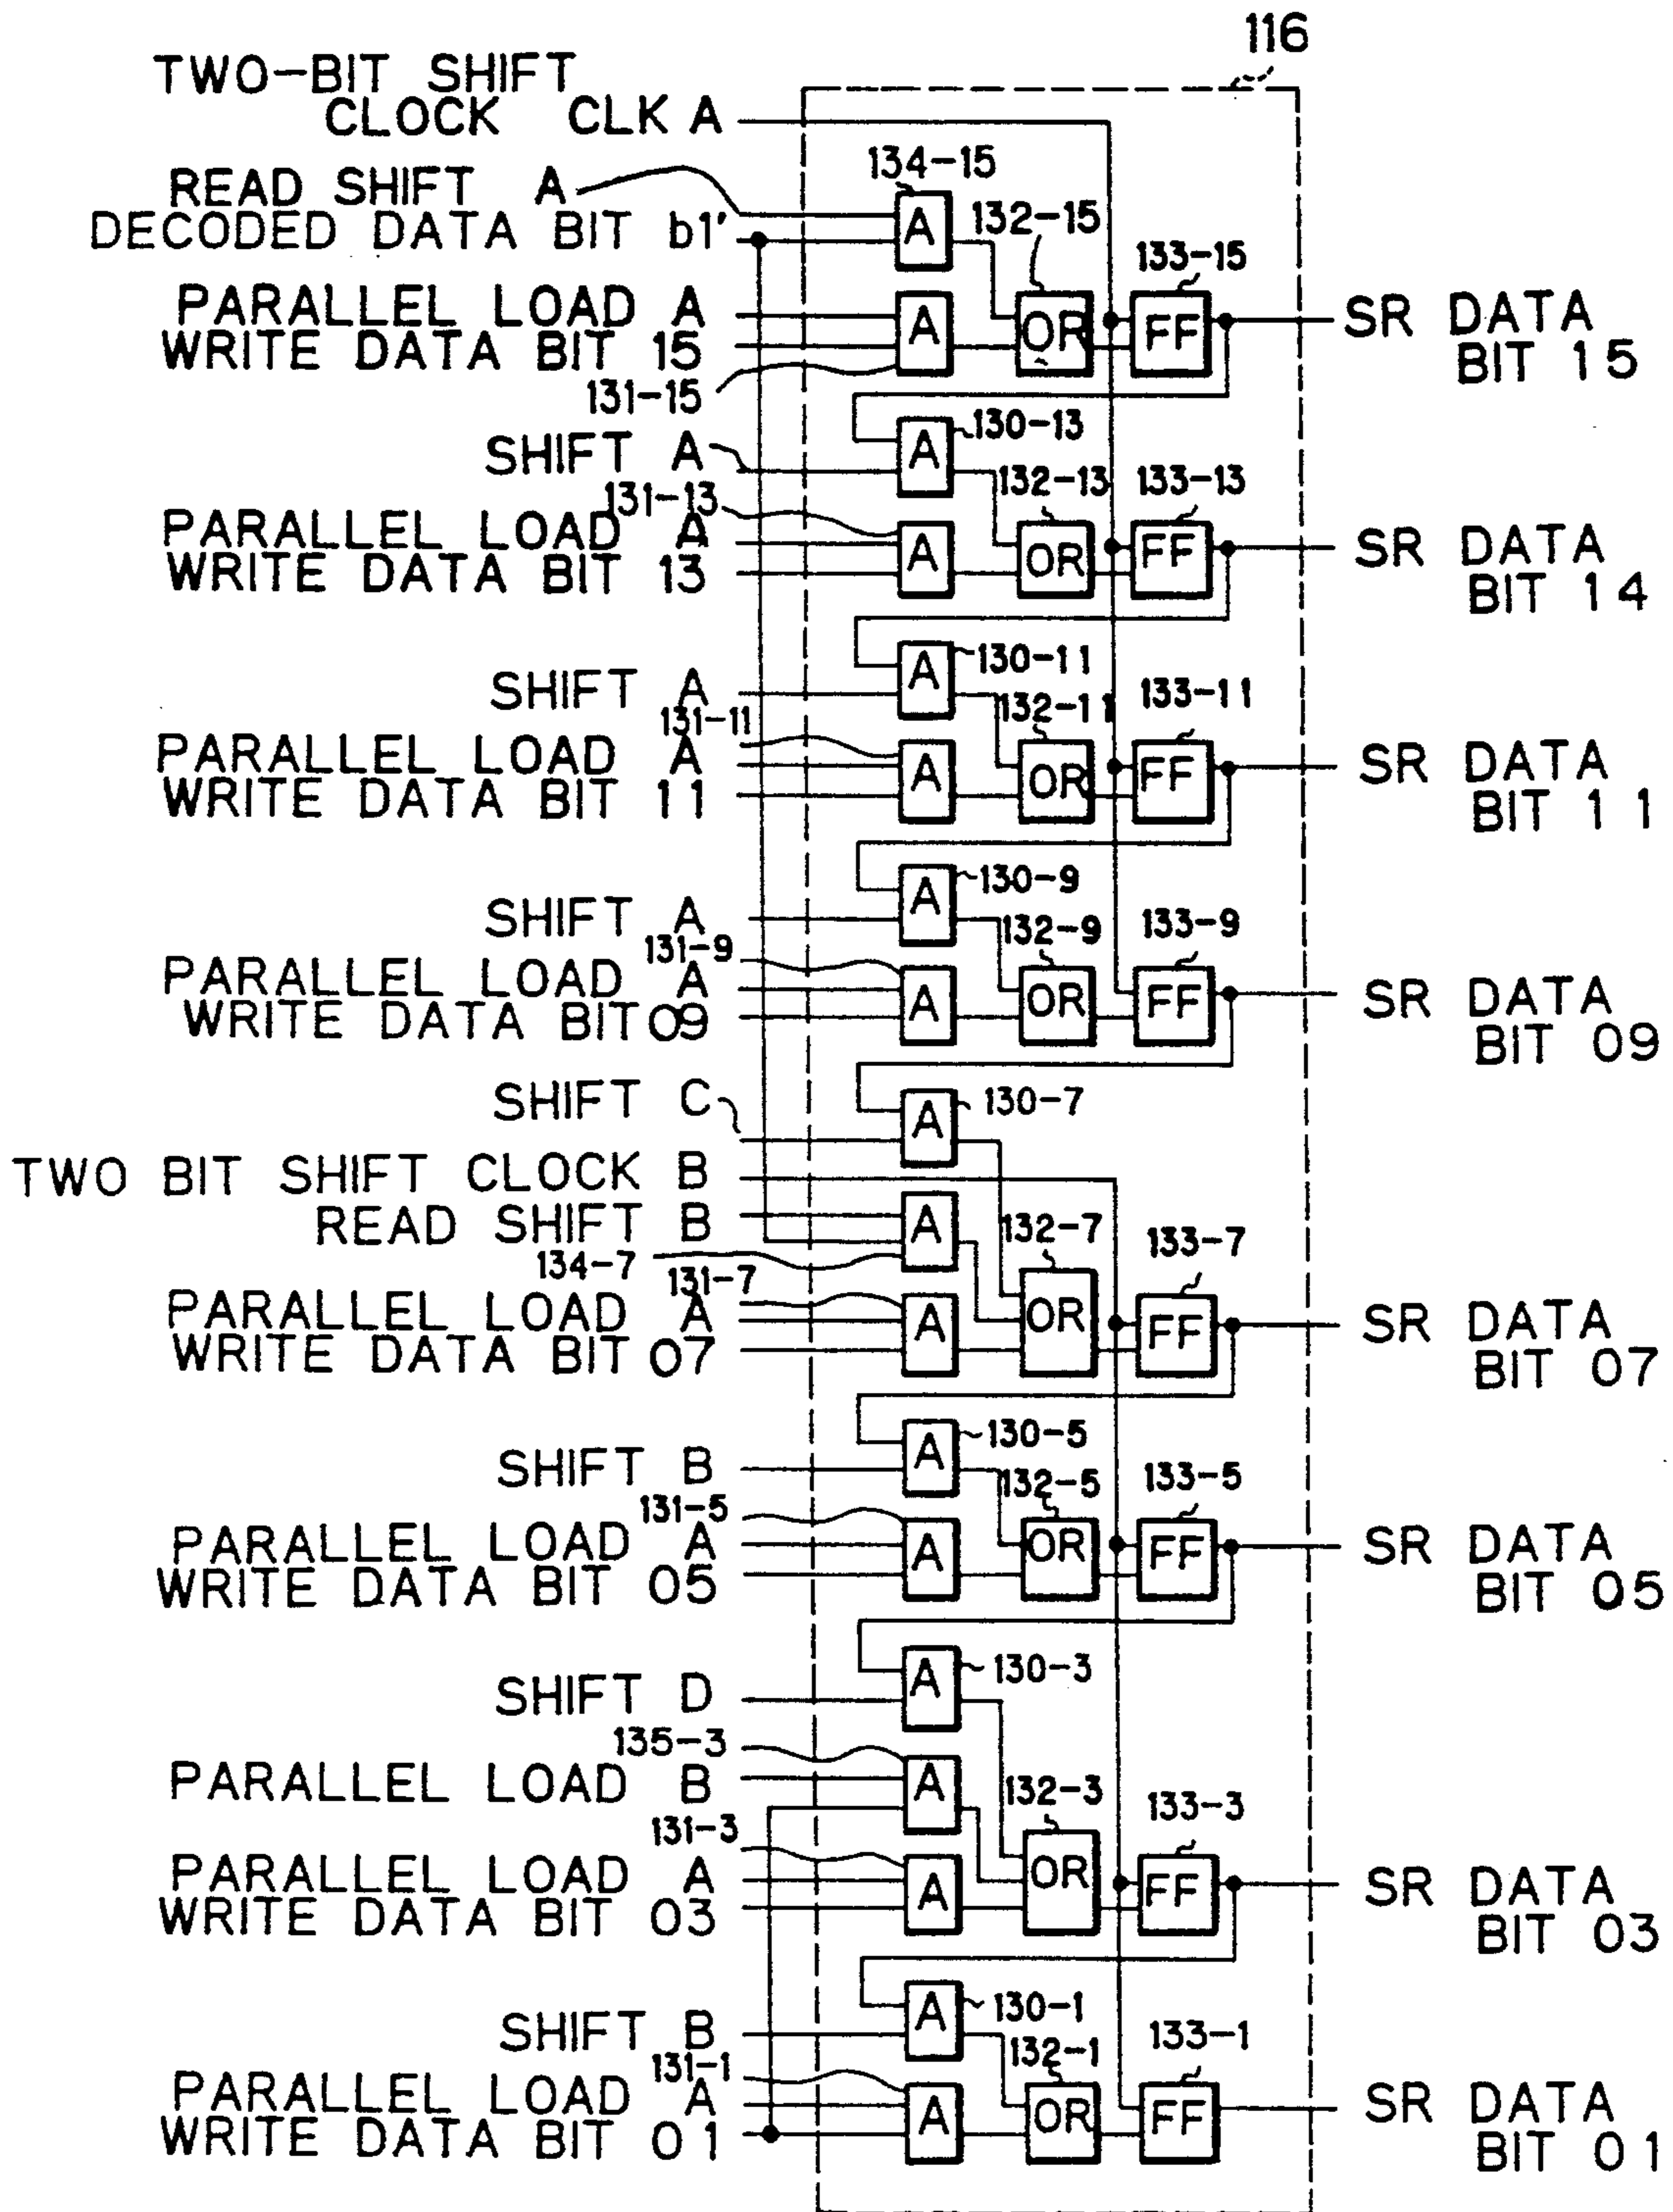 116
TWO-BIT SHIFT
CLOCK CLK A
134-15
READ SHIFT A
132-15
DECODED DATA BIT b1'
A
133-15
PARALLEL LOAD A
A
OR
FF
SR DATA
WRITE DATA BIT 15
BIT 15
131-15
130-13
SHIFT A
A
132-13
133-13
131-13
PARALLEL LOAD A
A
OR
FF
SR DATA
WRITE DATA BIT 13
BIT 14
130-11
SHIFT A
A
132-11
133-11
131-11
PARALLEL LOAD A
A
OR
FF
SR DATA
WRITE DATA BIT 11
BIT 11
130-9
SHIFT A
A
132-9
133-9
131-9
PARALLEL LOAD A
A
OR
FF
SR DATA
WRITE DATA BIT 09
BIT 09
SHIFT C
A
130-7
TWO BIT SHIFT CLOCK B
READ SHIFT B
A
132-7
133-7
134-7
131-7
PARALLEL LOAD A
A
OR
FF
SR DATA
WRITE DATA BIT 07
BIT 07
130-5
SHIFT B
A
132-5
133-5
131-5
PARALLEL LOAD A
A
OR
FF
SR DATA
WRITE DATA BIT 05
BIT 05
130-3
SHIFT D
A
135-3
PARALLEL LOAD B
A
132-3
133-3
131-3
PARALLEL LOAD A
A
OR
FF
SR DATA
WRITE DATA BIT 03
BIT 03
130-1
SHIFT B
A
132-1
133-1
131-1
PARALLEL LOAD A
A
OR
FF
SR DATA
WRITE DATA BIT 01
BIT 01